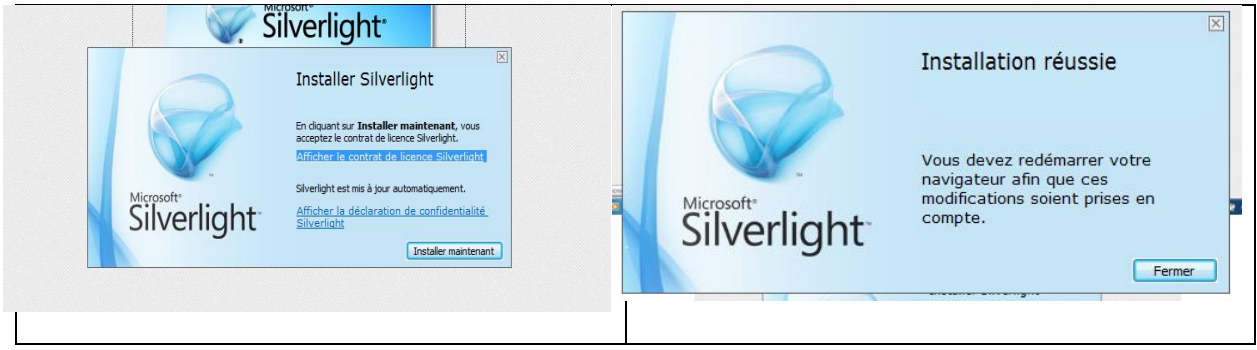 Microsoft®
Silverlight®
Installer Silverlight
En cliquant sur Installer maintenant, vous
acceptez le contrat de licence Silverlight.
Afficher le contrat de licence Silverlight
Silverlight est mis à jour automatiquement.
Afficher la déclaration de confidentialité
Silverlight
Microsoft®
Silverlight™
Installer maintenant
Installation réussie
Vous devez redémarrer votre
navigateur afin que ces
modifications soient prises en
compte.
Microsoft®
Silverlight™
Fermer